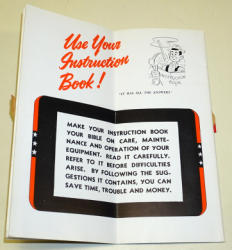 Use Your
Instruction
Book!
INSTRUCTION
BOOK
"IT HAS ALL THE ANSWERS"
MAKE YOUR INSTRUCTION BOOK
YOUR BIBLE ON CARE, MAINTE-
NANCE AND OPERATION OF YOUR
EQUIPMENT. READ IT CAREFULLY.
REFER TO IT BEFORE DIFFICULTIES
ARISE. BY FOLLOWING THE SUG-
GESTIONS IT CONTAINS, YOU CAN
SAVE TIME, TROUBLE AND MONEY.